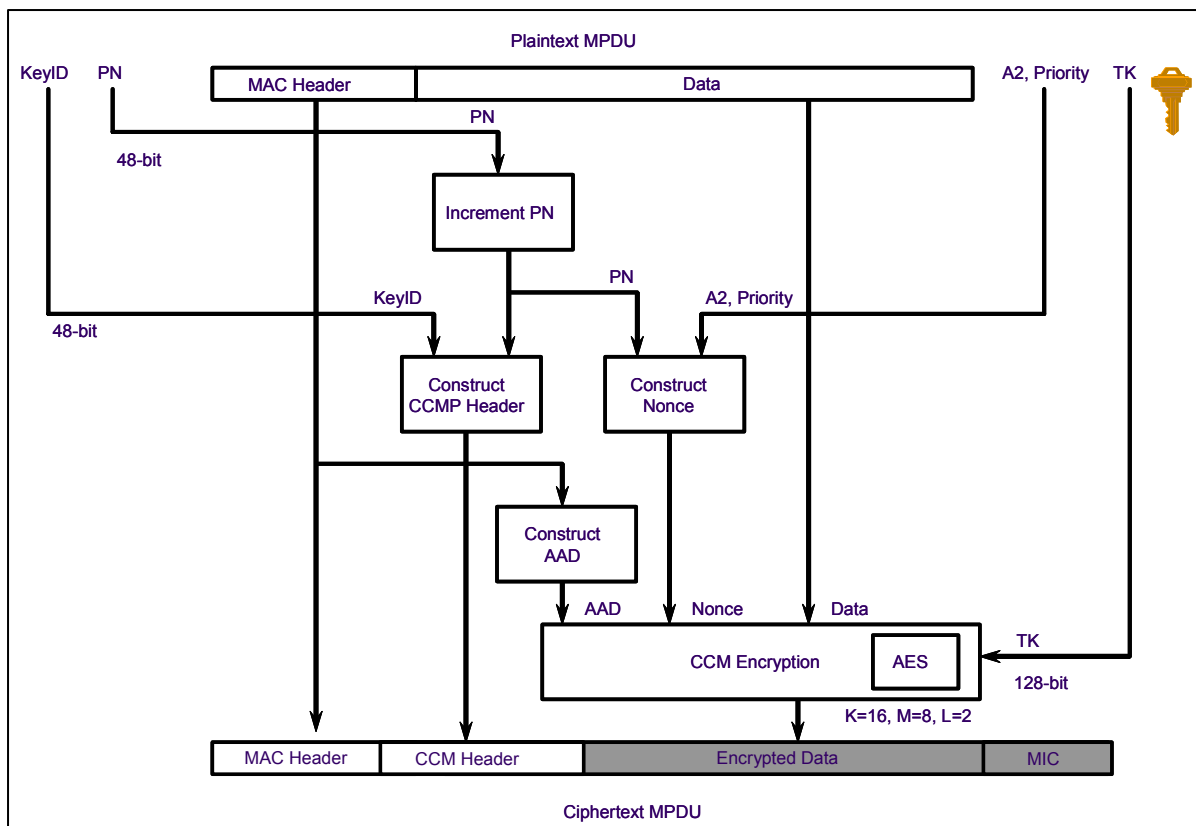 Plaintext MPDU
KeyID
PN
A2, Priority
TK
MAC Header
Data
PN
48-bit
Increment PN
PN
KeyID
A2, Priority
48-bit
Construct
CCMP Header
Construct
Nonce
Construct
AAD
AAD
Nonce
Data
CCM Encryption
AES
TK
128-bit
K=16, M=8, L=2
MAC Header
CCM Header
Encrypted Data
MIC
Ciphertext MPDU